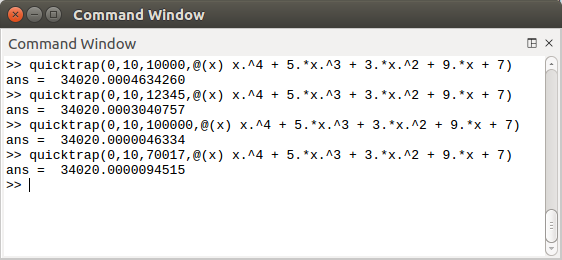 Command Window
Command Window
>> quicktrap(0,10,10000,@(x) x.^4 + 5.*x.^3 + 3.*x.^2 + 9.*x + 7)
ans =  34020.0004634260
>> quicktrap(0,10,12345,@(x) x.^4 + 5.*x.^3 + 3.*x.^2 + 9.*x + 7)
ans =  34020.0003040757
>> quicktrap(0,10,100000,@(x) x.^4 + 5.*x.^3 + 3.*x.^2 + 9.*x + 7)
ans =  34020.0000046334
>> quicktrap(0,10,70017,@(x) x.^4 + 5.*x.^3 + 3.*x.^2 + 9.*x + 7)
ans =  34020.0000094515
>>